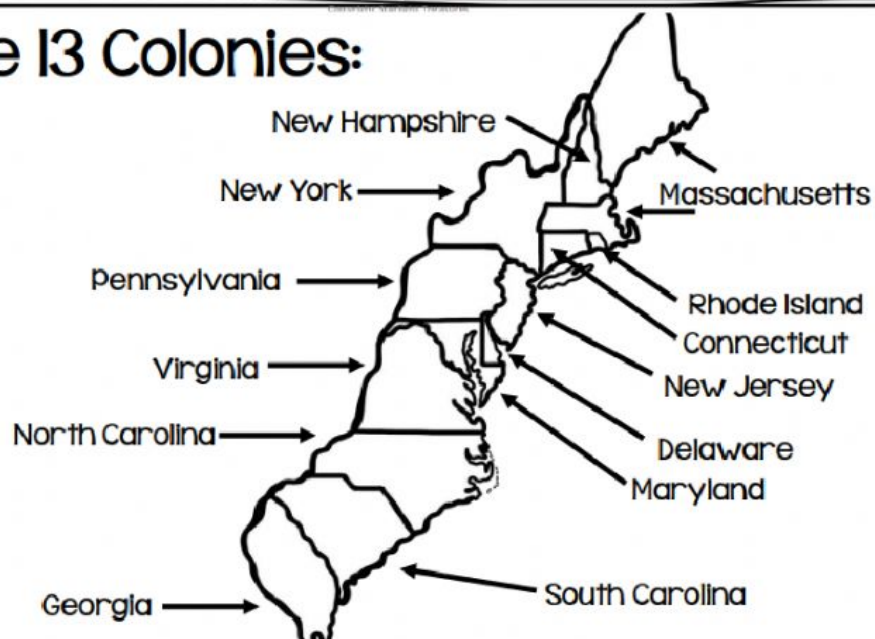 e 13 Colonies:
New Hampshire
New York
Massachusetts
Pennsylvania
Rhode Island
Connecticut
Virginia
New Jersey
North Carolina
Delaware
Maryland
Georgia
South Carolina